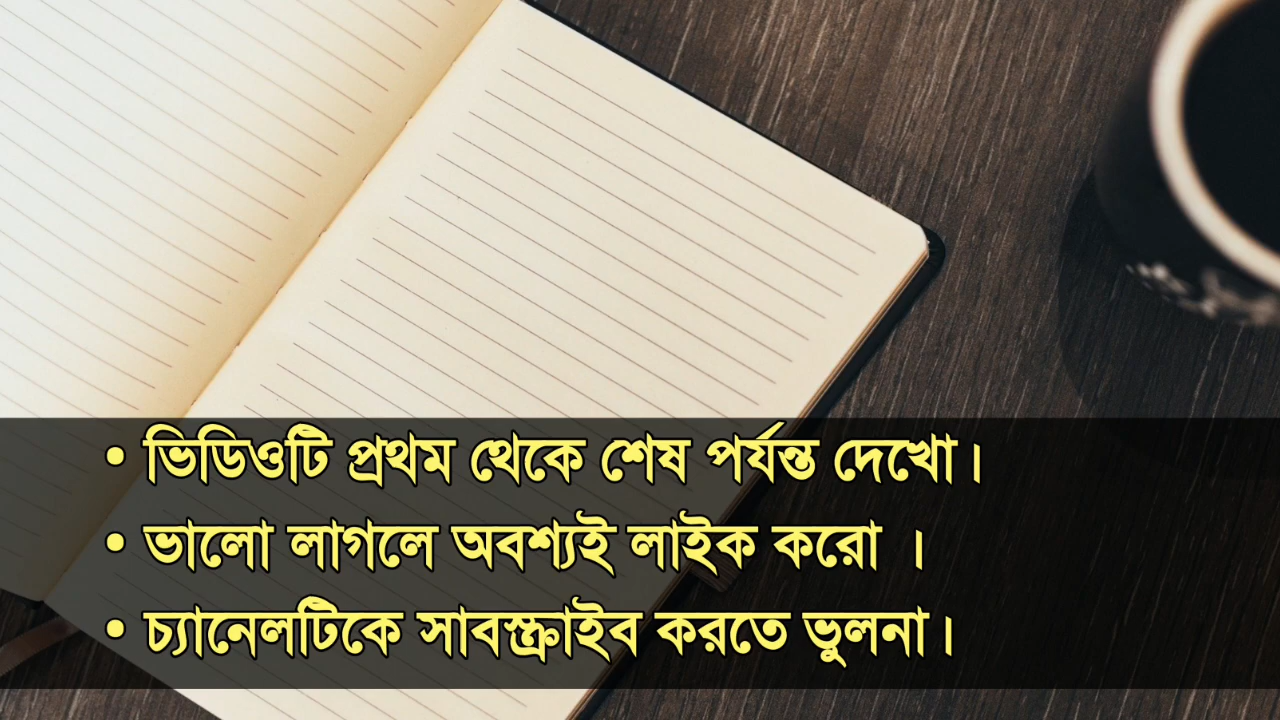 • ভিডিওটি প্রথম থেকে শেষ পর্যন্ত দেখো।
• ভালো লাগলে অবশ্যই লাইক করো ।
• চ্যানেলটিকে সাবস্ক্রাইব করতে ভুলনা।